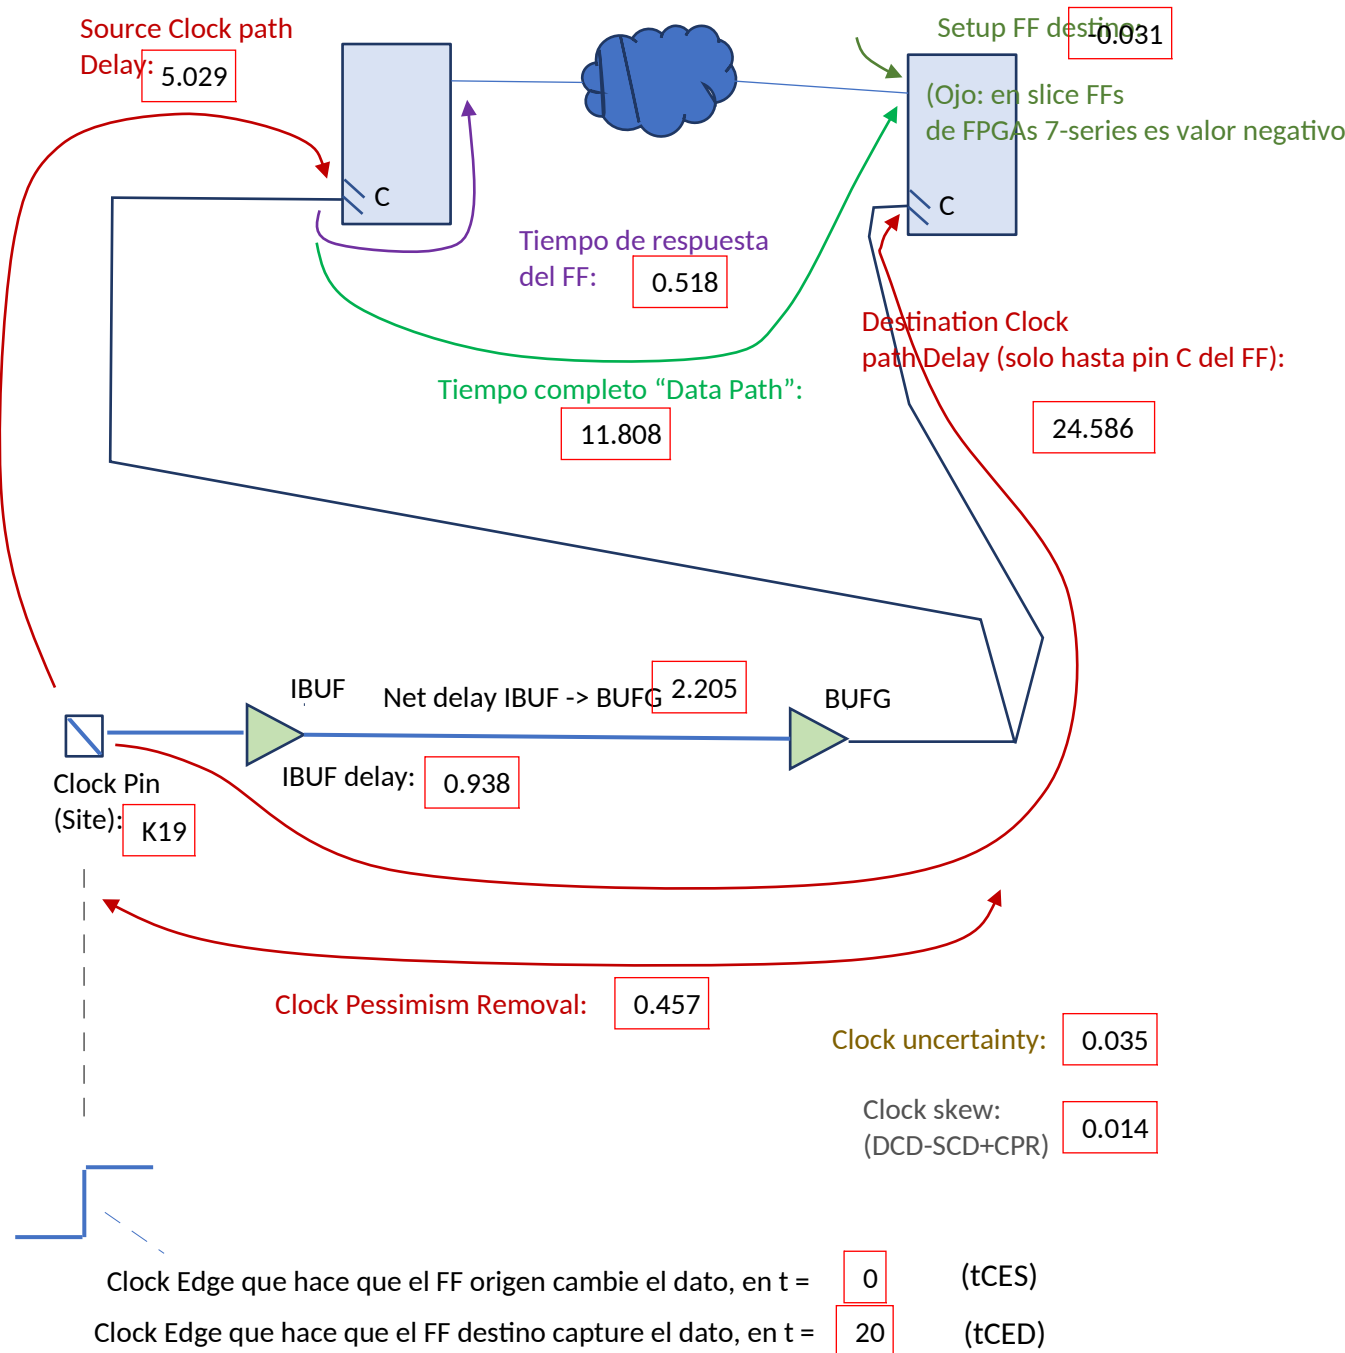 Source Clock path
Delay:
5.029
Setup FF destino:
-0.031
(Ojo: en slice FFs
de FPGAs 7-series es valor negativo
C
C
Tiempo de respuesta
del FF:
0.518
Destination Clock
path Delay (solo hasta pin C del FF):
24.586
Tiempo completo “Data Path”:
11.808
IBUF
Net delay IBUF -> BUFG
2.205
BUFG
IBUF delay:
0.938
Clock Pin
(Site):
K19
Clock Pessimism Removal:
0.457
Clock uncertainty:
0.035
Clock skew:
(DCD-SCD+CPR)
0.014
Clock Edge que hace que el FF origen cambie el dato, en t =
0
(tCES)
Clock Edge que hace que el FF destino capture el dato, en t =
20
(tCED)